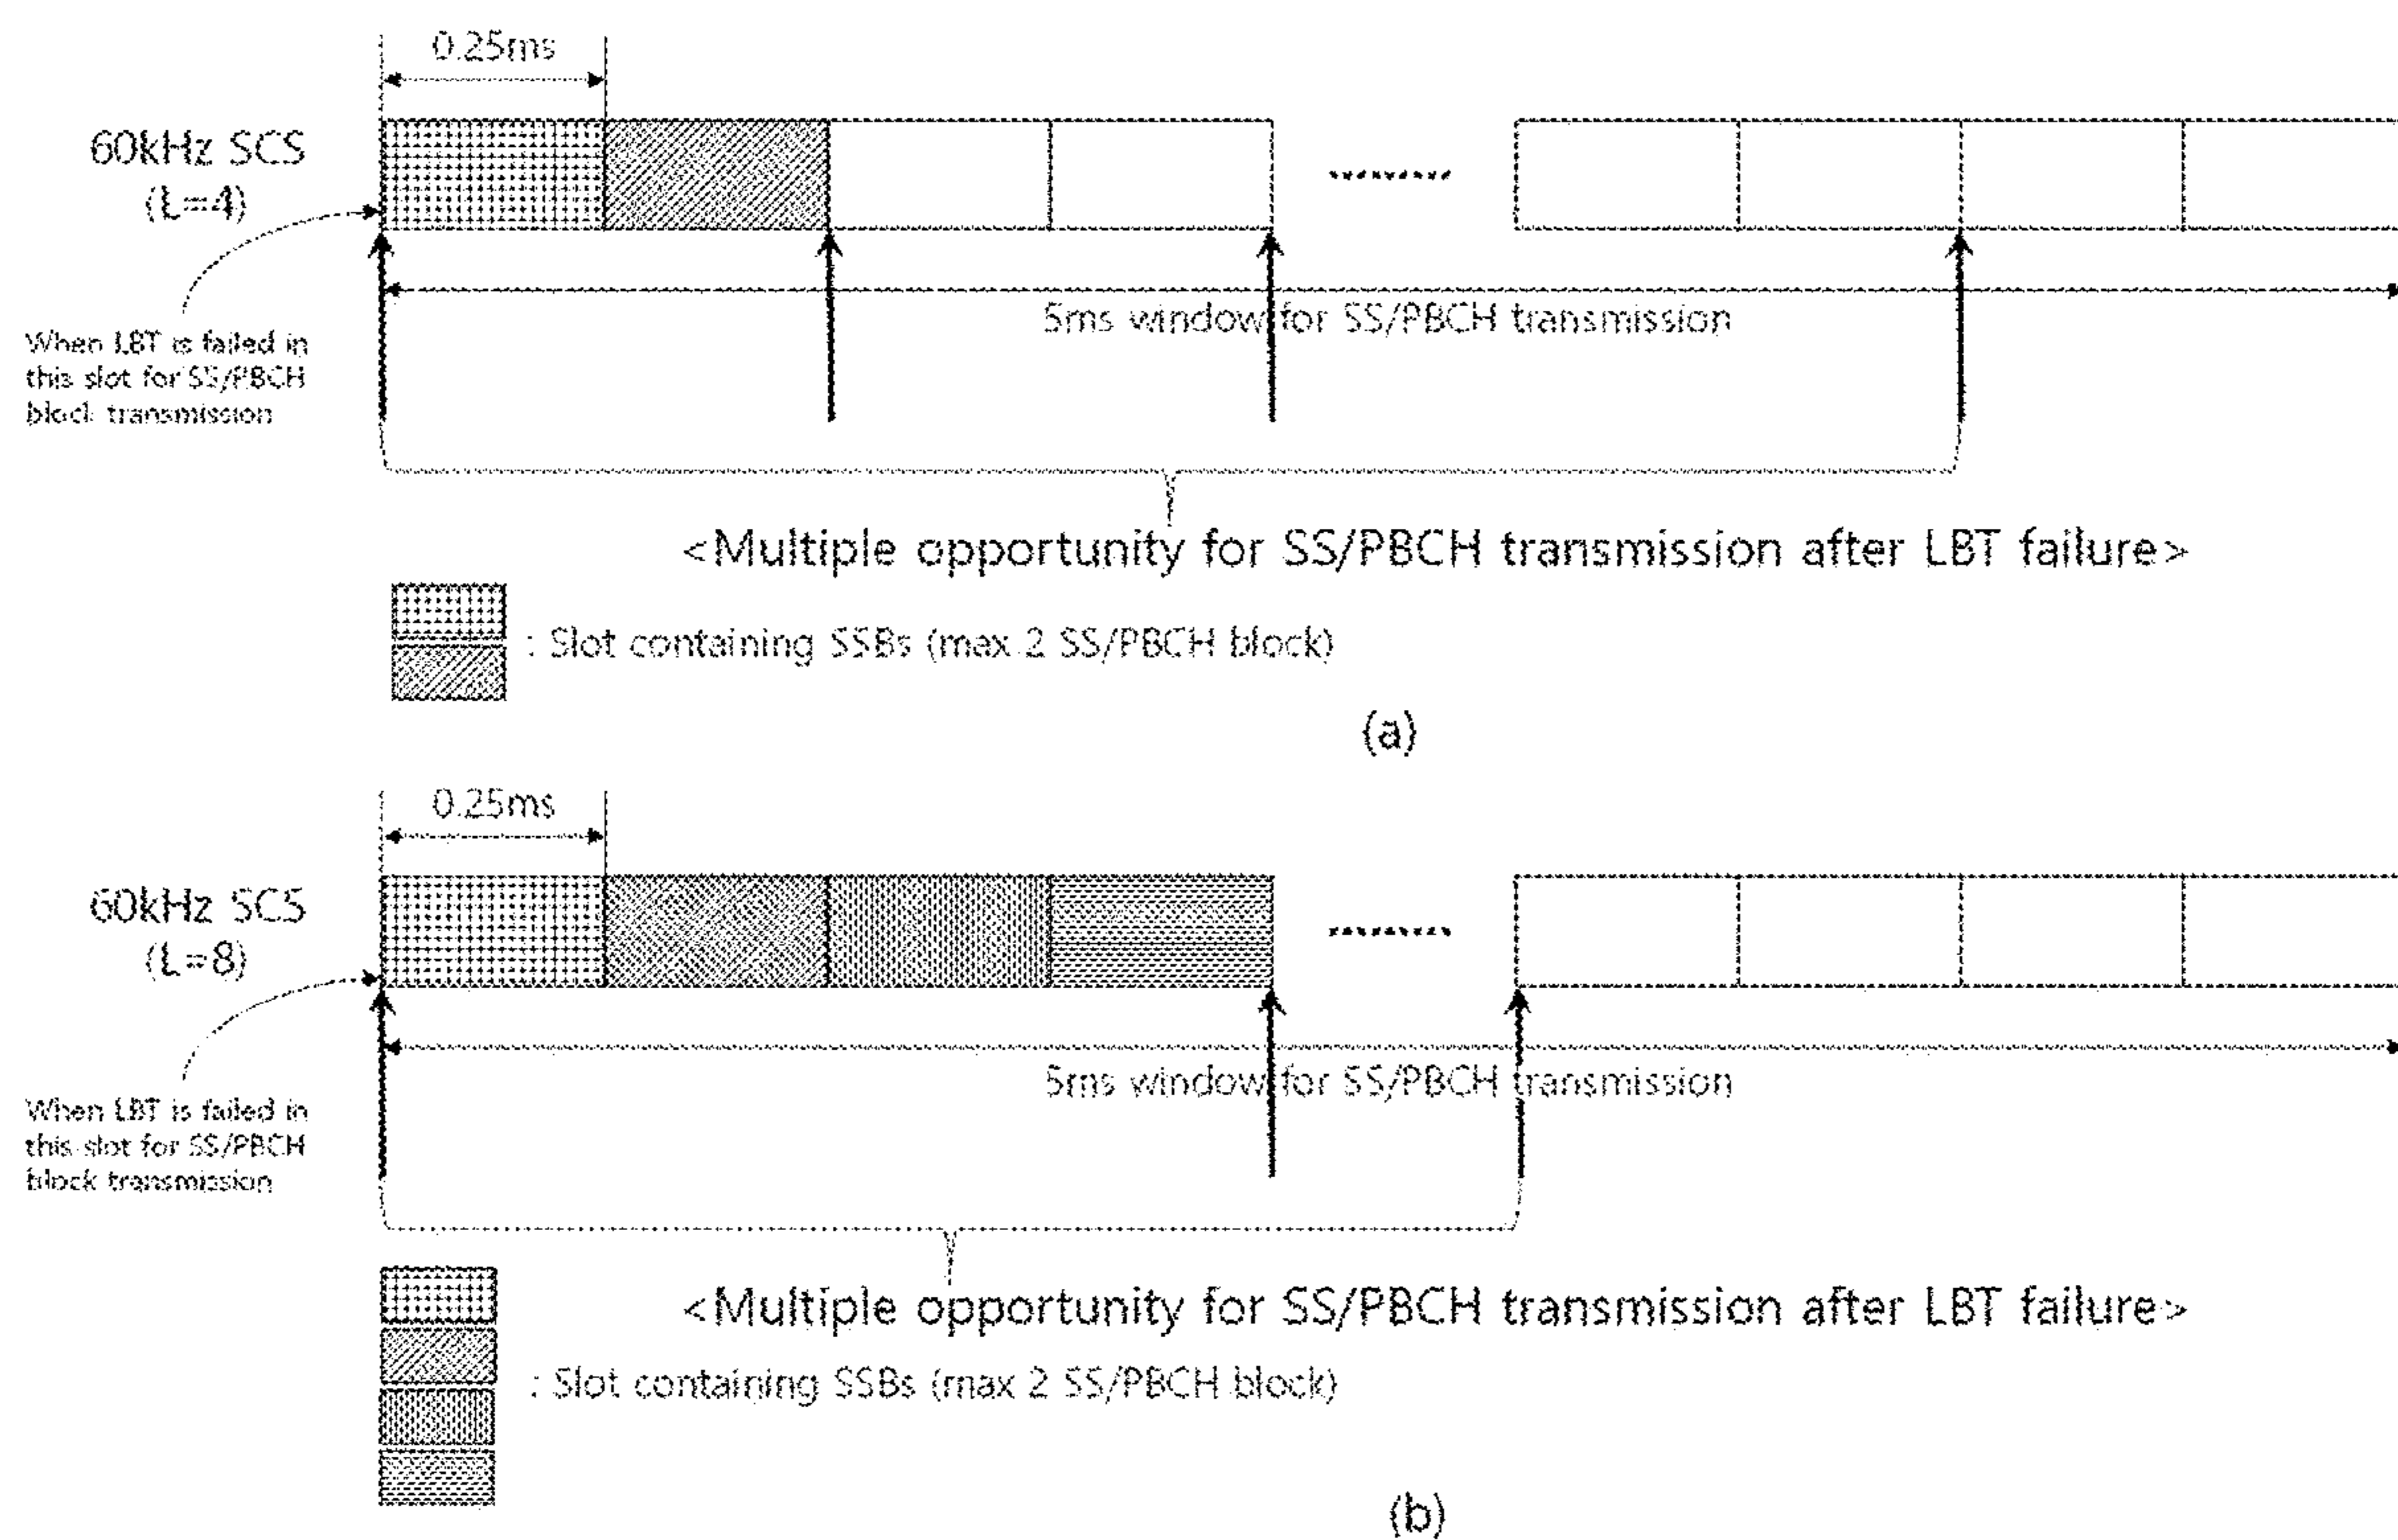 0.25ms
60kHz SCS
(L=4)
5ms window for SS/PBCH transmission
When LBT is failed in
this slot for SS/PBCH
block transmission
<Multiple opportunity for SS/PBCH transmission after LBT failure>
: Slot containing SSBs (max 2 SS/PBCH block)
(a)
0.25ms
60kHz SCS
(L=8)
5ms window for SS/PBCH transmission
When LBT is failed in
this slot for SS/PBCH
block transmission
<Multiple opportunity for SS/PBCH transmission after LBT failure>
: Slot containing SSBs (max 2 SS/PBCH block)
(b)